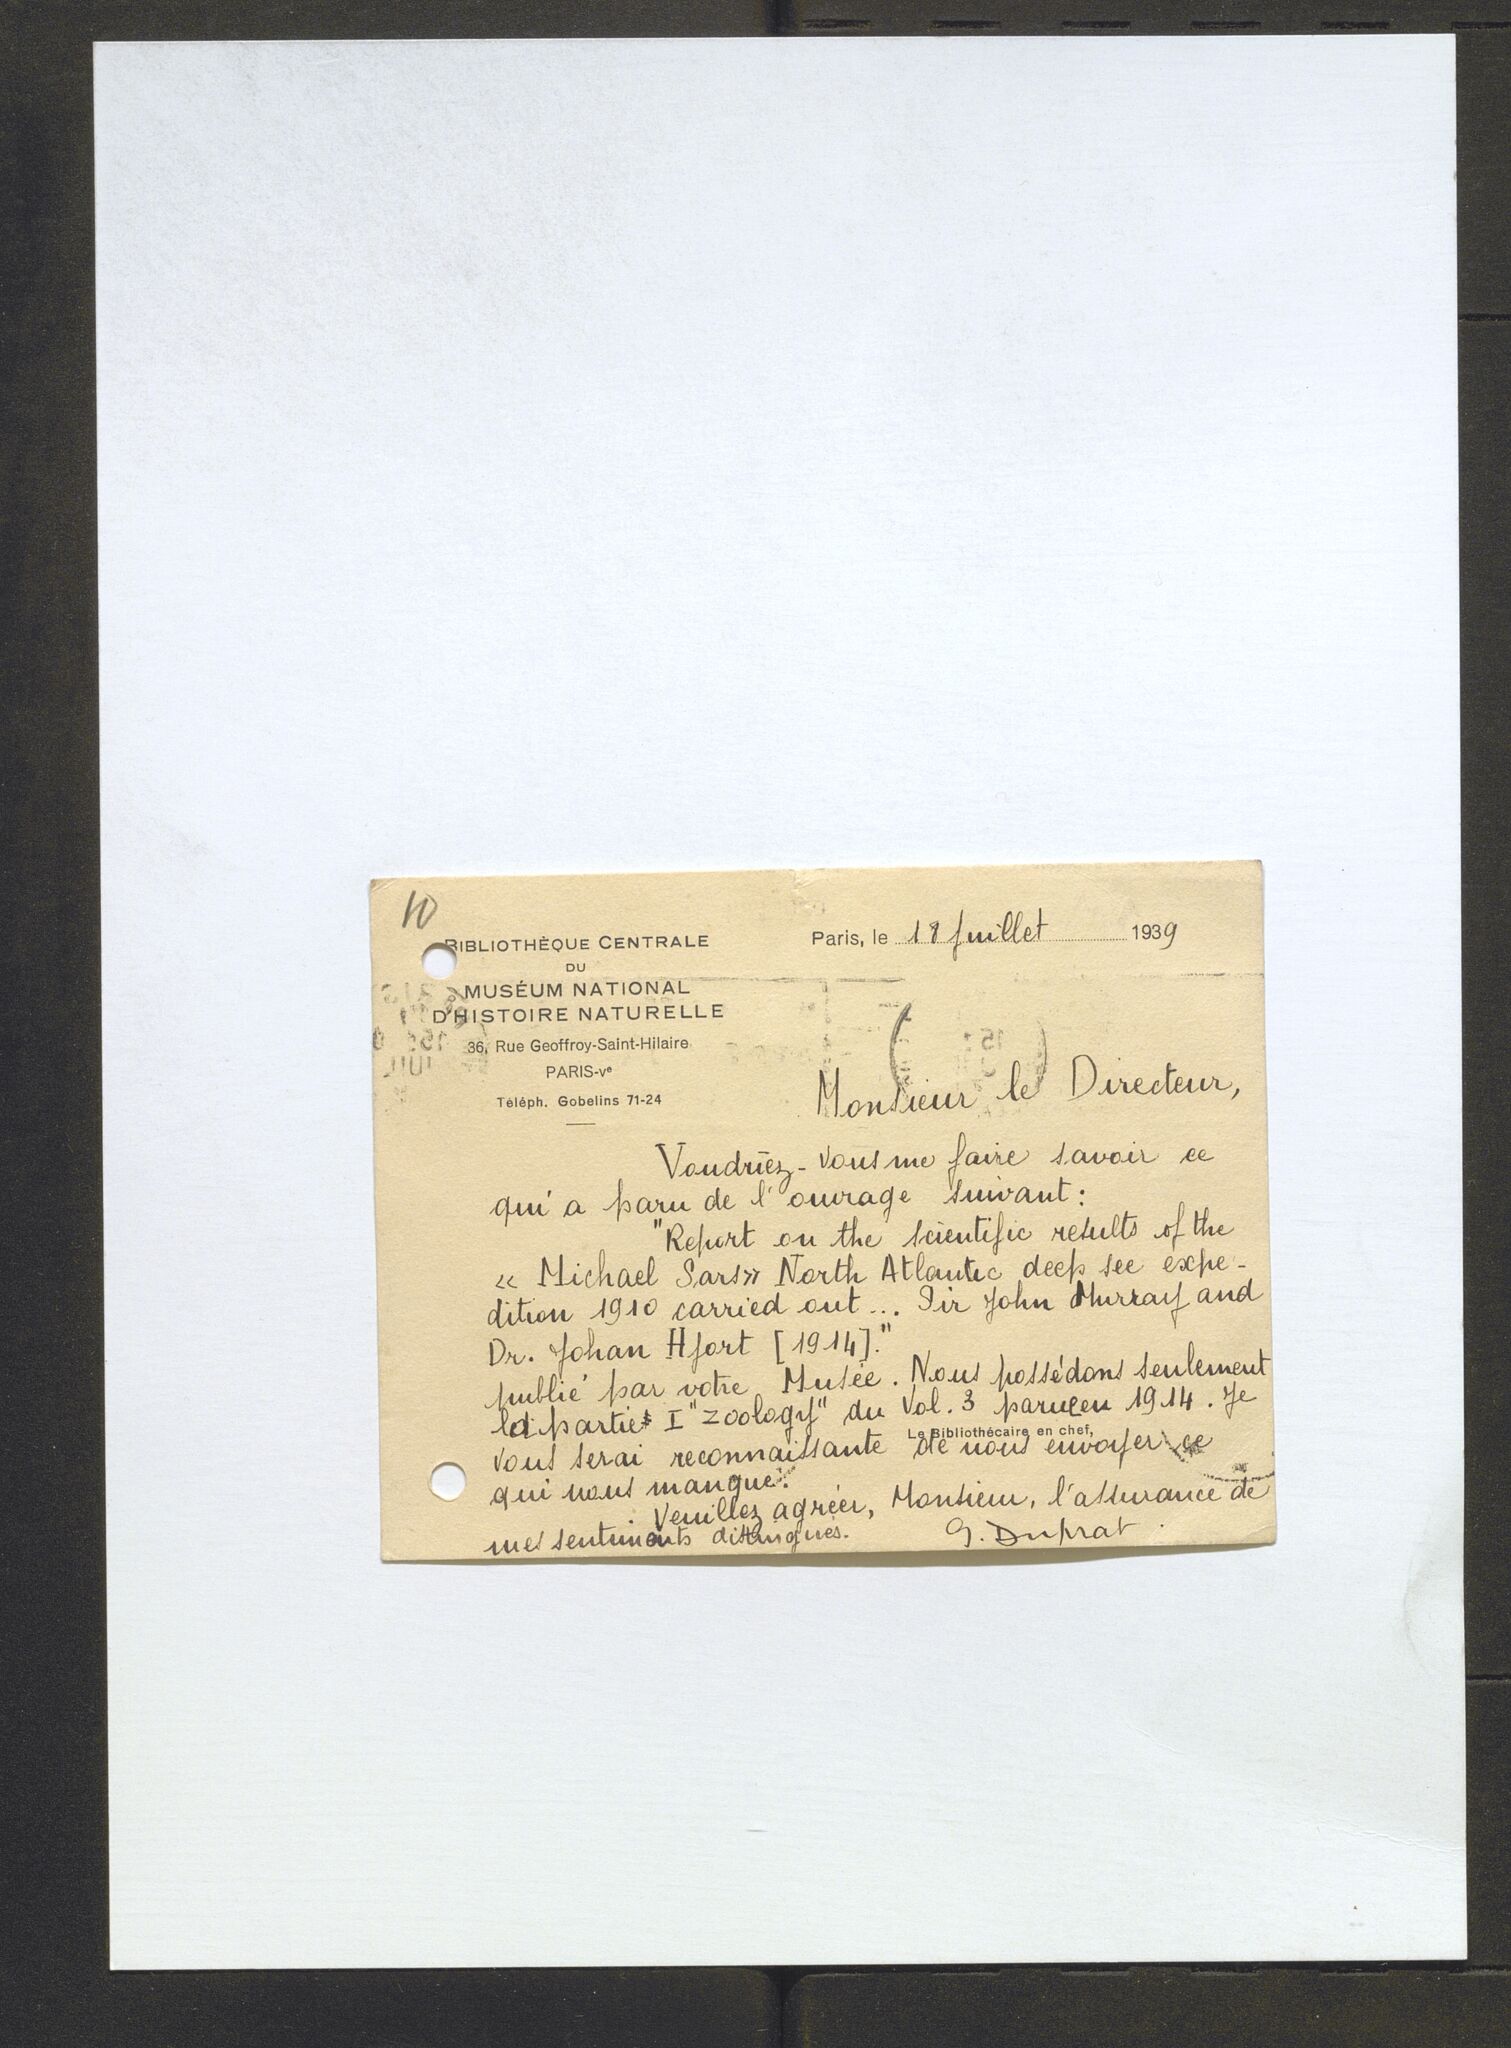 10
BIBLIOTHÈQUE CENTRALE
DU
MUSÉUM NATIONAL
D'HISTOIRE NATURELLE
36, Rue Geoffroy-Saint-Hilaire
PARIS-Vᵉ
Téléph. Gobelins 71-24
Paris, le 18 Juillet 1939
Monsieur le Directeur,
Voudriez-vous me faire savoir ce
qui a paru de l'ouvrage suivant :
"Report on the scientific results of the
« Michael Sars » North Atlantic deep see expe-
dition 1910 carried out ... Sir John Murray and
Dr. Johan Hjort [1914]."
publié par votre Musée. Nous possédons seulement
la partie I "Zoology" du Vol. 3 paru en 1914. Je
Le Bibliothécaire en chef,
vous serai reconnaissante de nous envoyer ce
qui nous manque.
Veuillez agréer, Monsieur, l'assurance de
mes sentiments distingués.
G. Duprat